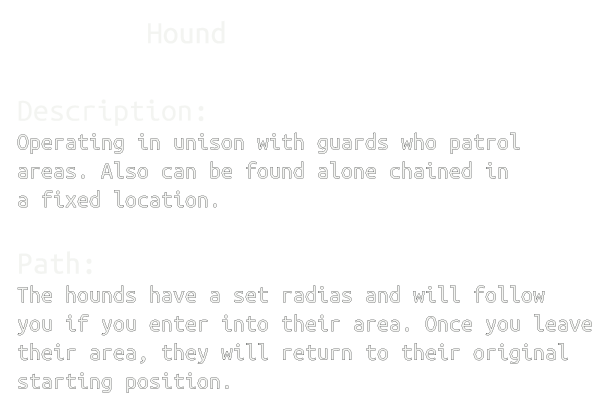 Hound
Description:
Operating in unison with guards who patrol
areas. Also can be found alone chained in
a fixed location.
Path:
The hounds have a set radias and will follow
you if you enter into their area. Once you leave
their area, they will return to their original
starting position.